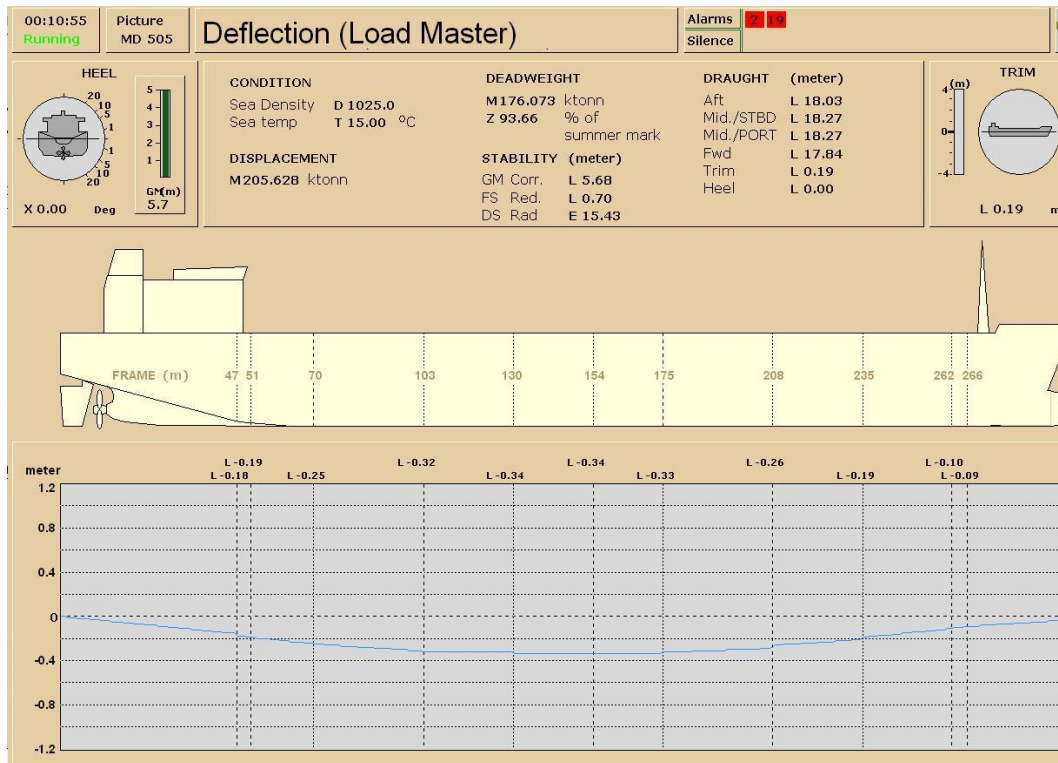 00:10:55
Running
Picture
MD 505
Deflection (Load Master)
Alarms 2 19
Silence
HEEL
20
10
5
1
1
5
10
20
5
4
3
2
1
GM(m)
5.7
X 0.00 Deg
CONDITION
Sea Density D 1025.0
Sea temp T 15.00 °C
DISPLACEMENT
M205.628 ktonn
DEADWEIGHT
M176.073 ktonn
Z 93.66 % of
summer mark
STABILITY (meter)
GM Corr. L 5.68
FS Red. L 0.70
DS Rad E 15.43
DRAUGHT (meter)
Aft L 18.03
Mid./STBD L 18.27
Mid./PORT L 18.27
Fwd L 17.84
Trim L 0.19
Heel L 0.00
TRIM
(m)
4
0
-4
L 0.19
FRAME (m) 47 51 70 103 130 154 175 208 235 262 266
L -0.19 L -0.32 L -0.34 L -0.26 L -0.10
meter L -0.18 L -0.25 L -0.34 L -0.33 L -0.19 L -0.09
1.2
0.8
0.4
0
-0.4
-0.8
-1.2